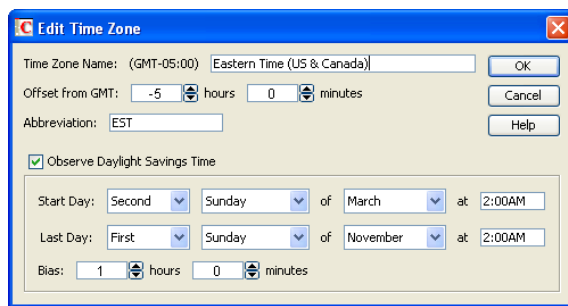 Edit Time Zone
Time Zone Name: (GMT-05:00) Eastern Time (US & Canada)
OK
Offset from GMT: -5 hours 0 minutes
Cancel
Abbreviation: EST
Help
Observe Daylight Savings Time
Start Day: Second Sunday of March at 2:00AM
Last Day: First Sunday of November at 2:00AM
Bias: 1 hours 0 minutes